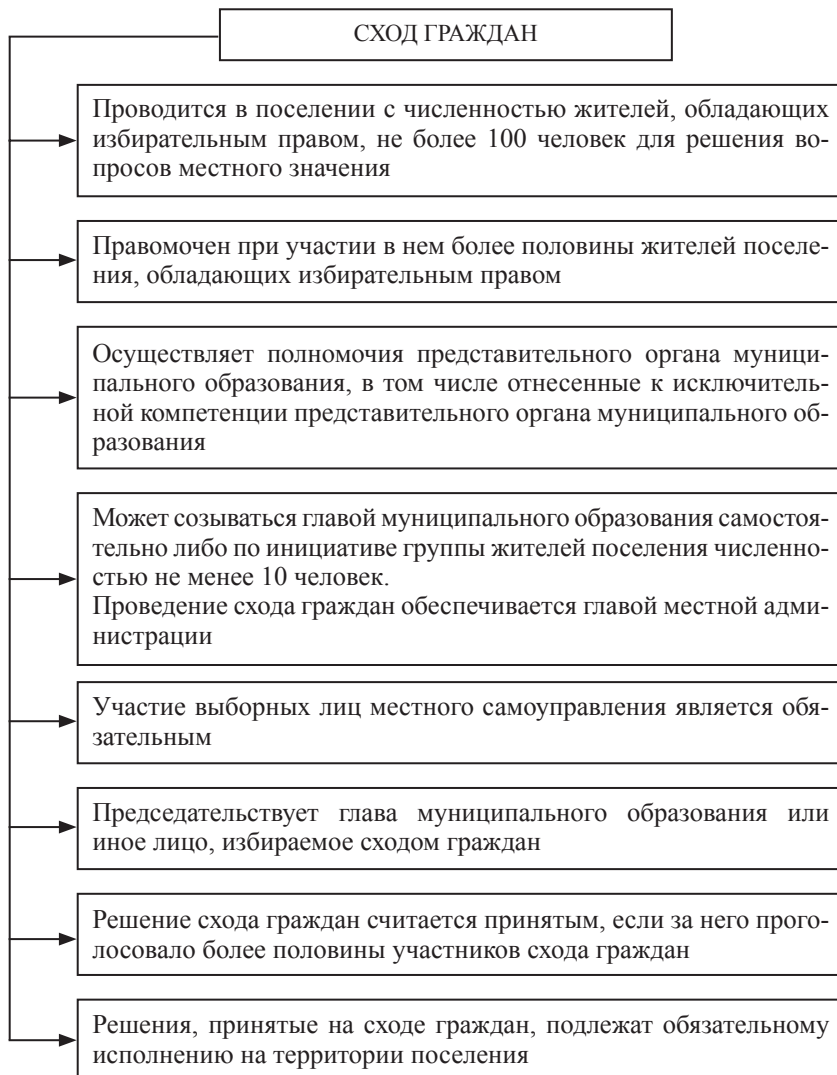 СХОД ГРАЖДАН
Проводится в поселении с численностью жителей, обладающих
избирательным правом, не более 100 человек для решения во-
просов местного значения
Правомочен при участии в нем более половины жителей поселе-
ния, обладающих избирательным правом
Осуществляет полномочия представительного органа муници-
пального образования, в том числе отнесенные к исключитель-
ной компетенции представительного органа муниципального об-
разования
Может созываться главой муниципального образования самостоя-
тельно либо по инициативе группы жителей поселения численно-
стью не менее 10 человек.
Проведение схода граждан обеспечивается главой местной адми-
нистрации
Участие выборных лиц местного самоуправления является обя-
зательным
Председательствует глава муниципального образования или
иное лицо, избираемое сходом граждан
Решение схода граждан считается принятым, если за него прого-
лосовало более половины участников схода граждан
Решения, принятые на сходе граждан, подлежат обязательному
исполнению на территории поселения